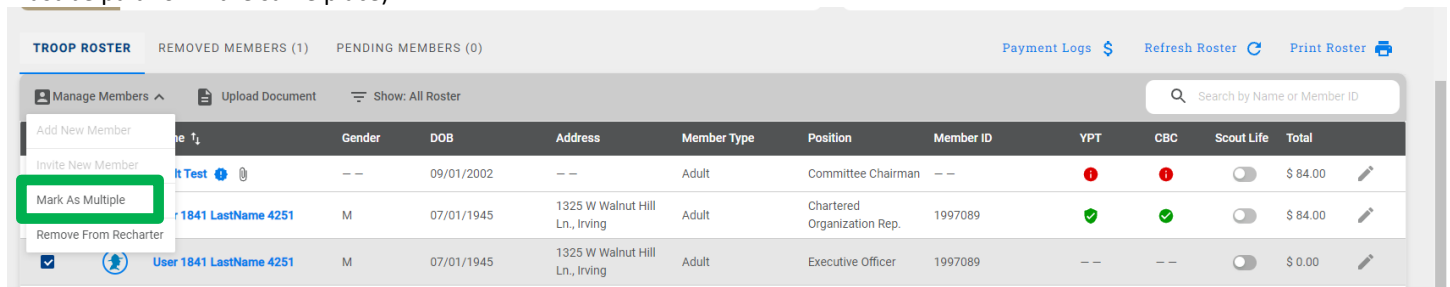 TROOP ROSTER REMOVED MEMBERS (1) PENDING MEMBERS (0) Payment Logs $ Refresh Roster Print Roster
Manage Members Upload Document Show: All Roster Search by Name or Member ID
Add New Member
Gender DOB Address Member Type Position Member ID YPT CBC Scout Life Total
Invite New Member
Test -- 09/01/2002 -- Adult Committee Chairman -- $ 84.00
Mark As Multiple
1841 LastName 4251 M 07/01/1945 1325 W Walnut Hill Adult Chartered 1997089 $ 84.00
Ln., Irving Organization Rep.
Remove From Recharter
User 1841 LastName 4251 M 07/01/1945 1325 W Walnut Hill Adult Executive Officer 1997089 -- -- $ 0.00
Ln., Irving